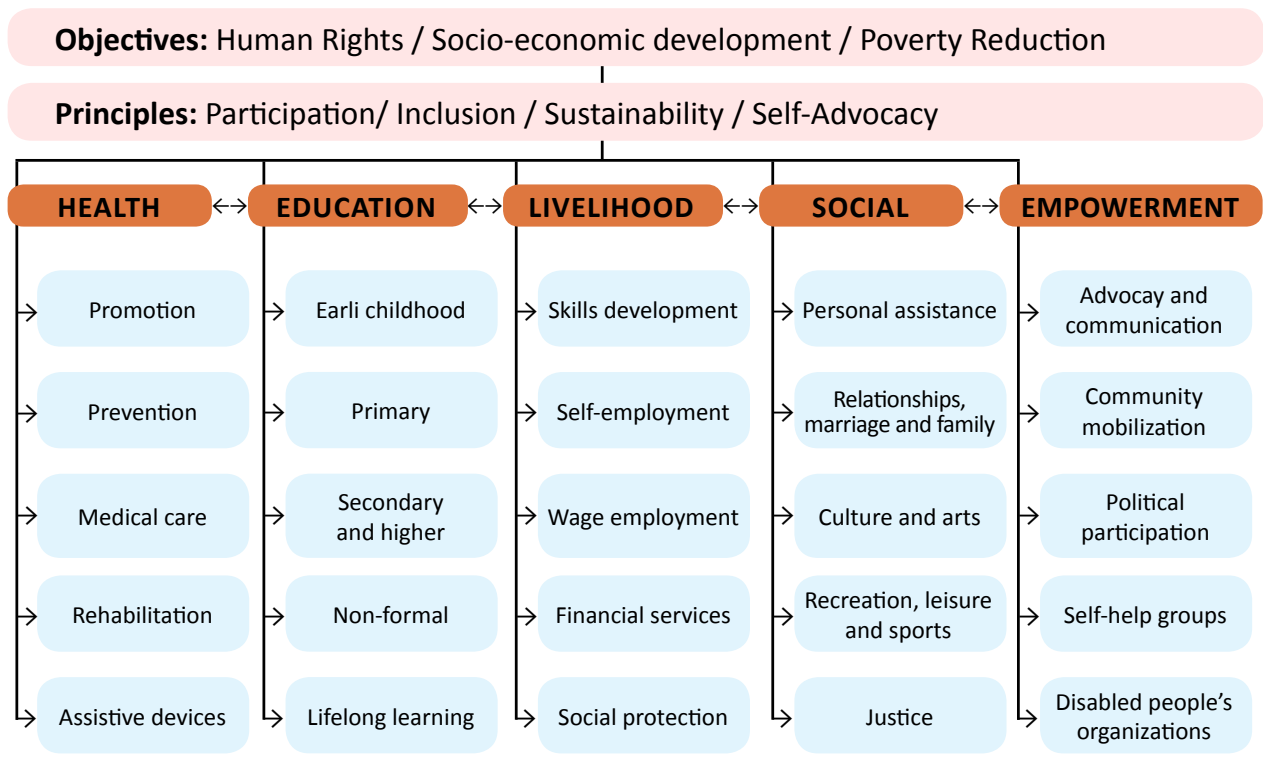 Objectives: Human Rights / Socio-economic development / Poverty Reduction
Principles: Participation/ Inclusion / Sustainability / Self-Advocacy
HEALTH
EDUCATION
LIVELIHOOD
SOCIAL
EMPOWERMENT
Promotion
Earli childhood
Skills development
Personal assistance
Advocay and
communication
Prevention
Primary
Self-employment
Relationships,
marriage and family
Community
mobilization
Medical care
Secondary
and higher
Wage employment
Culture and arts
Political
participation
Rehabilitation
Non-formal
Financial services
Recreation, leisure
and sports
Self-help groups
Assistive devices
Lifelong learning
Social protection
Justice
Disabled people’s
organizations